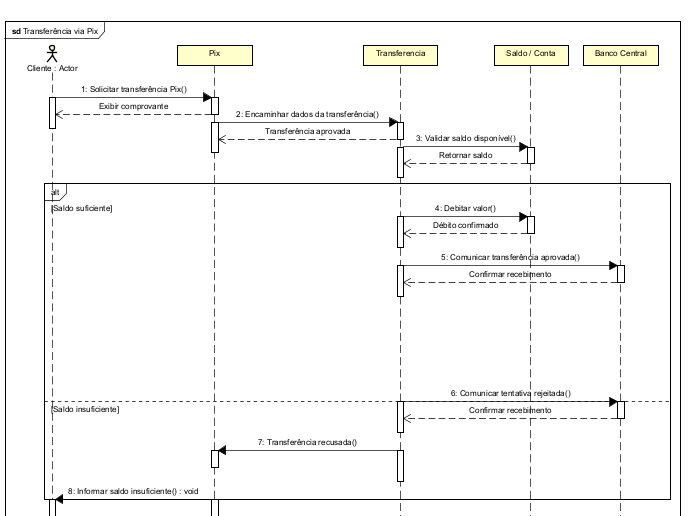 sd Transferência via Pix
Cliente : Actor
Pix
Transferencia
Saldo / Conta
Banco Central
1: Solicitar transferência Pix()
Exibir comprovante
2: Encaminhar dados da transferência()
Transferência aprovada
3: Validar saldo disponível()
Retornar saldo
alt
[Saldo suficiente]
4: Debitar valor()
Débito confirmado
5: Comunicar transferência aprovada()
Confirmar recebimento
6: Comunicar tentativa rejeitada()
[Saldo insuficiente]
Confirmar recebimento
7: Transferência recusada()
8: Informar saldo insuficiente() : void